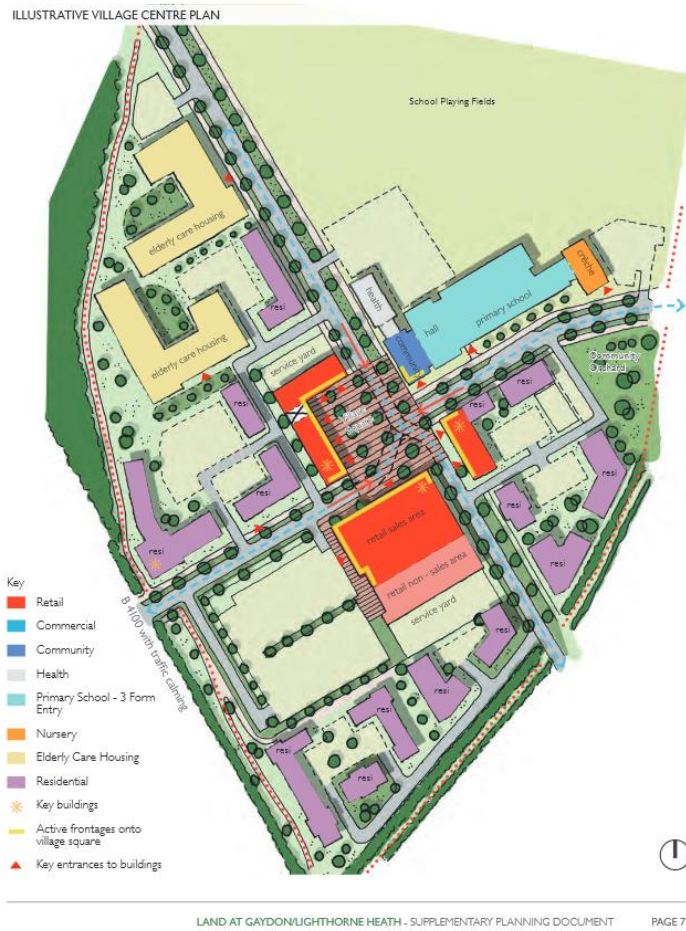 ILLUSTRATIVE VILLAGE CENTRE PLAN
School Playing Fields
elderly care housing
resi
health
hall
primary school
crèche
elderly care housing
service yard
Community
Orchard
resi
village
square
resi
resi
resi
resi
resi
retail sales area
resi
resi
retail non - sales area
service yard
resi
resi
resi
resi
resi
B 4100 with traffic calming
Key
Retail
Commercial
Community
Health
Primary School - 3 Form
Entry
Nursery
Elderly Care Housing
Residential
Key buildings
Active frontages onto
village square
Key entrances to buildings
LAND AT GAYDON/LIGHTHORNE HEATH - SUPPLEMENTARY PLANNING DOCUMENT
PAGE 7